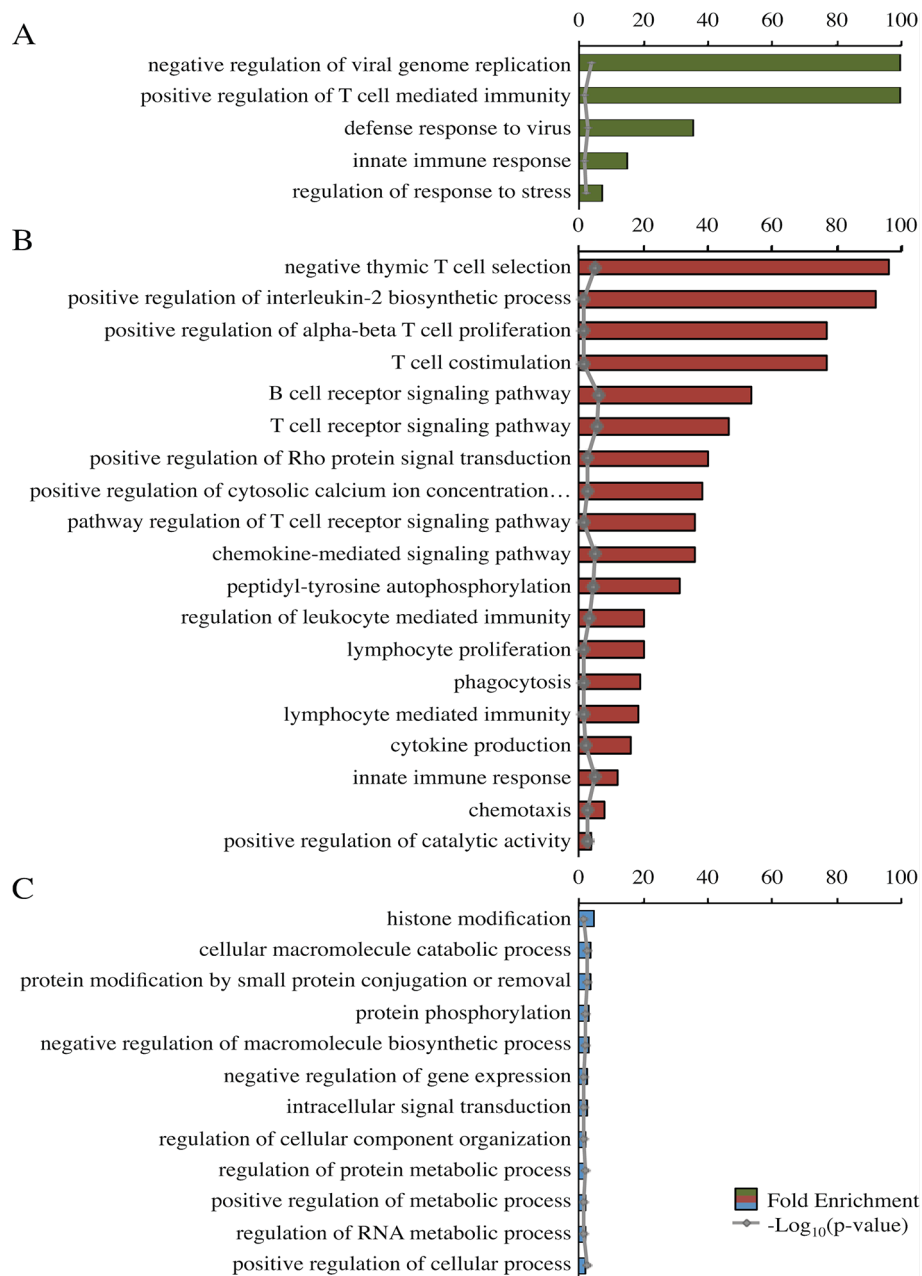 A
0 20 40 60 80 100
negative regulation of viral genome replication
positive regulation of T cell mediated immunity
defense response to virus
innate immune response
regulation of response to stress
B
0 20 40 60 80 100
negative thymic T cell selection
positive regulation of interleukin-2 biosynthetic process
positive regulation of alpha-beta T cell proliferation
T cell costimulation
B cell receptor signaling pathway
T cell receptor signaling pathway
positive regulation of Rho protein signal transduction
positive regulation of cytosolic calcium ion concentration…
pathway regulation of T cell receptor signaling pathway
chemokine-mediated signaling pathway
peptidyl-tyrosine autophosphorylation
regulation of leukocyte mediated immunity
lymphocyte proliferation
phagocytosis
lymphocyte mediated immunity
cytokine production
innate immune response
chemotaxis
positive regulation of catalytic activity
C
0 20 40 60 80 100
histone modification
cellular macromolecule catabolic process
protein modification by small protein conjugation or removal
protein phosphorylation
negative regulation of macromolecule biosynthetic process
negative regulation of gene expression
intracellular signal transduction
regulation of cellular component organization
regulation of protein metabolic process
positive regulation of metabolic process
regulation of RNA metabolic process
positive regulation of cellular process
Fold Enrichment
-Log10(p-value)